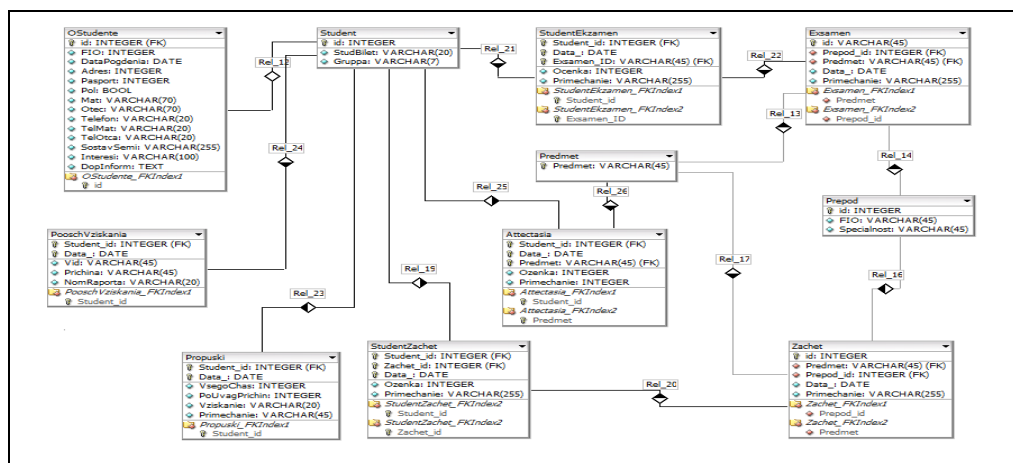 OStudente
id: INTEGER (FK)
FIO: INTEGER
DataPogdenia: DATE
Adres: INTEGER
Pasport: INTEGER
Pol: BOOL
Mat: VARCHAR(70)
Otec: VARCHAR(70)
Telefon: VARCHAR(20)
TelMat: VARCHAR(20)
TelOtca: VARCHAR(20)
SostavSemi: VARCHAR(255)
Interesi: VARCHAR(100)
DopInform: TEXT
OStudente_FKIndex1
id
Rel_12
Student
id: INTEGER
StudBilet: VARCHAR(20)
Gruppa: VARCHAR(7)
Rel_21
StudentEkzamen
Student_id: INTEGER (FK)
Data_: DATE
Exsamen_ID: VARCHAR(45) (FK)
Ocenka: INTEGER
Primechanie: VARCHAR(255)
StudentEkzamen_FKIndex1
Student_id
StudentEkzamen_FKIndex2
Exsamen_ID
Rel_22
Exsamen
id: VARCHAR(45)
Prepod_id: INTEGER (FK)
Predmet: VARCHAR(45) (FK)
Data_: DATE
Primechanie: VARCHAR(255)
Exsamen_FKIndex1
Predmet
Exsamen_FKIndex2
Prepod_id
Rel_13
Rel_24
Rel_14
Predmet
Predmet: VARCHAR(45)
Rel_25
Rel_26
Prepod
id: INTEGER
FIO: VARCHAR(45)
Specialnost: VARCHAR(45)
PooschVziskania
Student_id: INTEGER (FK)
Data_: DATE
Vid: VARCHAR(45)
Prichina: VARCHAR(45)
NomRaporta: VARCHAR(20)
PooschVziskania_FKIndex1
Student_id
Attectasia
Student_id: INTEGER (FK)
Data_: DATE
Predmet: VARCHAR(45) (FK)
Ozenka: INTEGER
Primechanie: INTEGER
Attectasia_FKIndex1
Student_id
Attectasia_FKIndex2
Predmet
Rel_15
Rel_17
Rel_16
Rel_23
Propuski
Student_id: INTEGER (FK)
Data_: DATE
VsegoChas: INTEGER
PoUvagPrichin: INTEGER
Vziskanie: VARCHAR(20)
Primechanie: VARCHAR(45)
Propuski_FKIndex1
Student_id
StudentZachet
Student_id: INTEGER (FK)
Zachet_id: INTEGER (FK)
Data_: DATE
Ozenka: INTEGER
Primechanie: VARCHAR(255)
StudentZachet_FKIndex2
Student_id
StudentZachet_FKIndex2
Zachet_id
Rel_20
Zachet
id: INTEGER
Predmet: VARCHAR(45) (FK)
Prepod_id: INTEGER (FK)
Data_: DATE
Primechanie: VARCHAR(255)
Zachet_FKIndex1
Prepod_id
Zachet_FKIndex2
Predmet